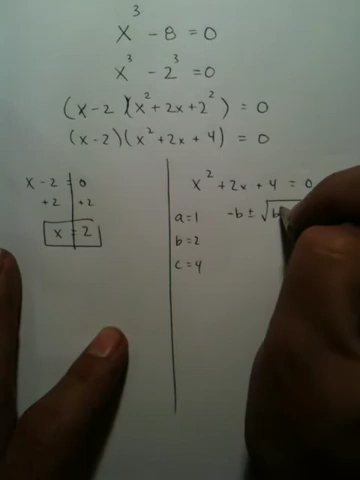 x³ - 8 = 0
x³ - 2³ = 0
(x-2)(x² + 2x + 2²) = 0
(x-2)(x² + 2x + 4) = 0
x - 2 = 0
+2 +2
x = 2
x² + 2x + 4 = 0
a = 1
b = 2
c = 4
-b ± √b